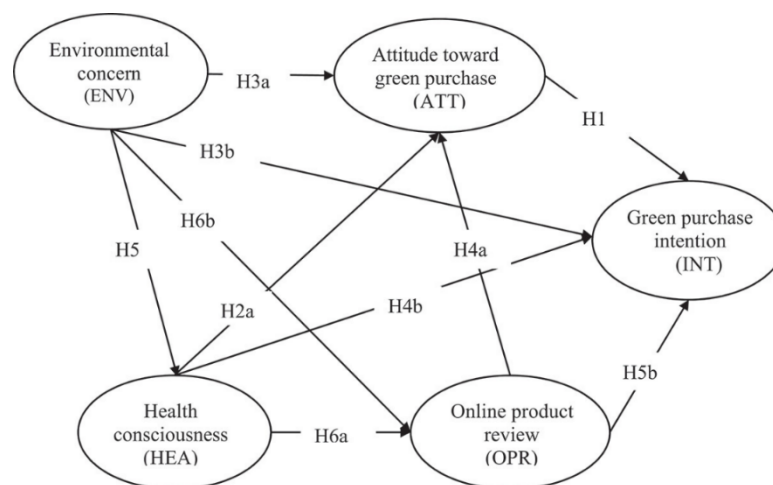 Environmental
concern
(ENV)
H3a
Attitude toward
green purchase
(ATT)
H1
H3b
H6b
H5
H4a
Green purchase
intention
(INT)
H2a
H4b
H5b
Health
consciousness
(HEA)
H6a
Online product
review
(OPR)